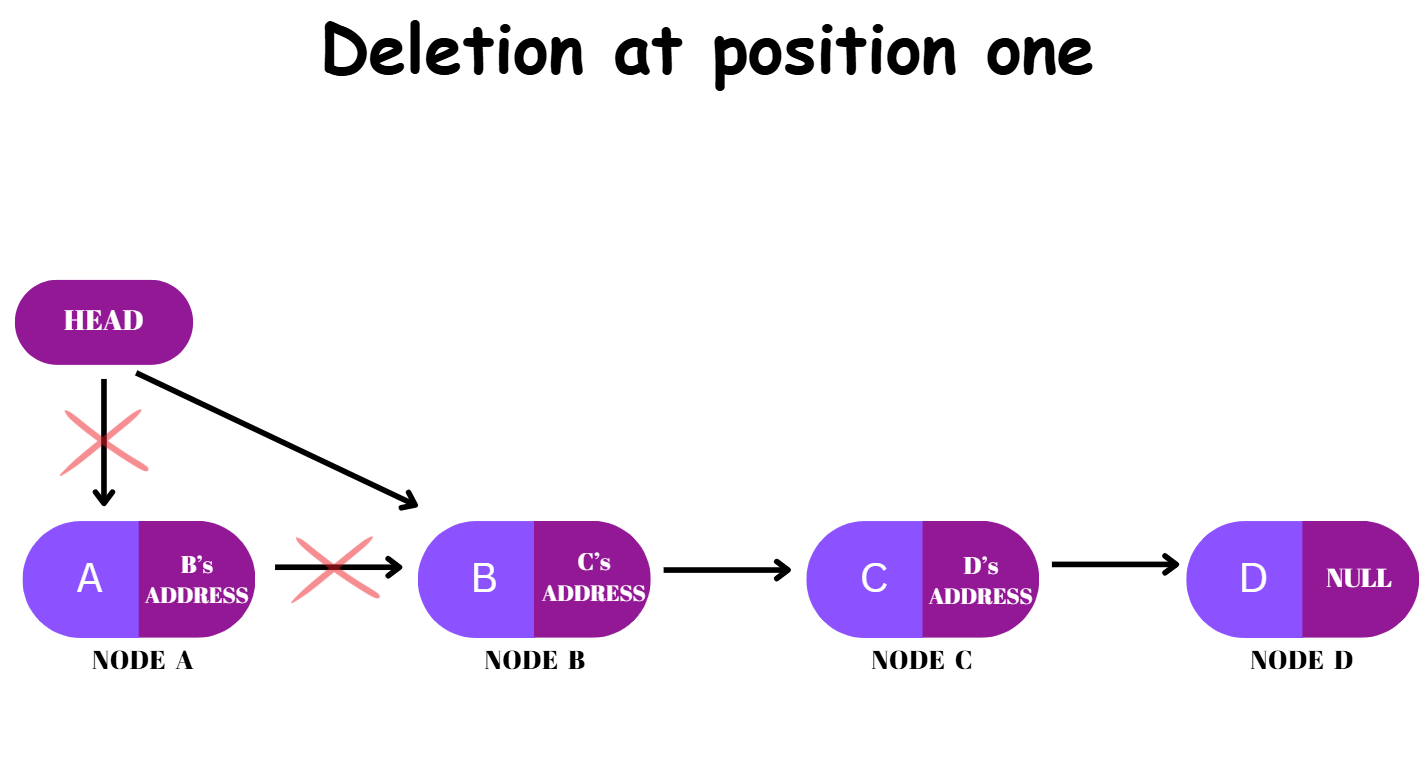 Deletion at position one
HEAD
A
B's
ADDRESS
B
C's
ADDRESS
C
D's
ADDRESS
D
NULL
NODE A
NODE B
NODE C
NODE D